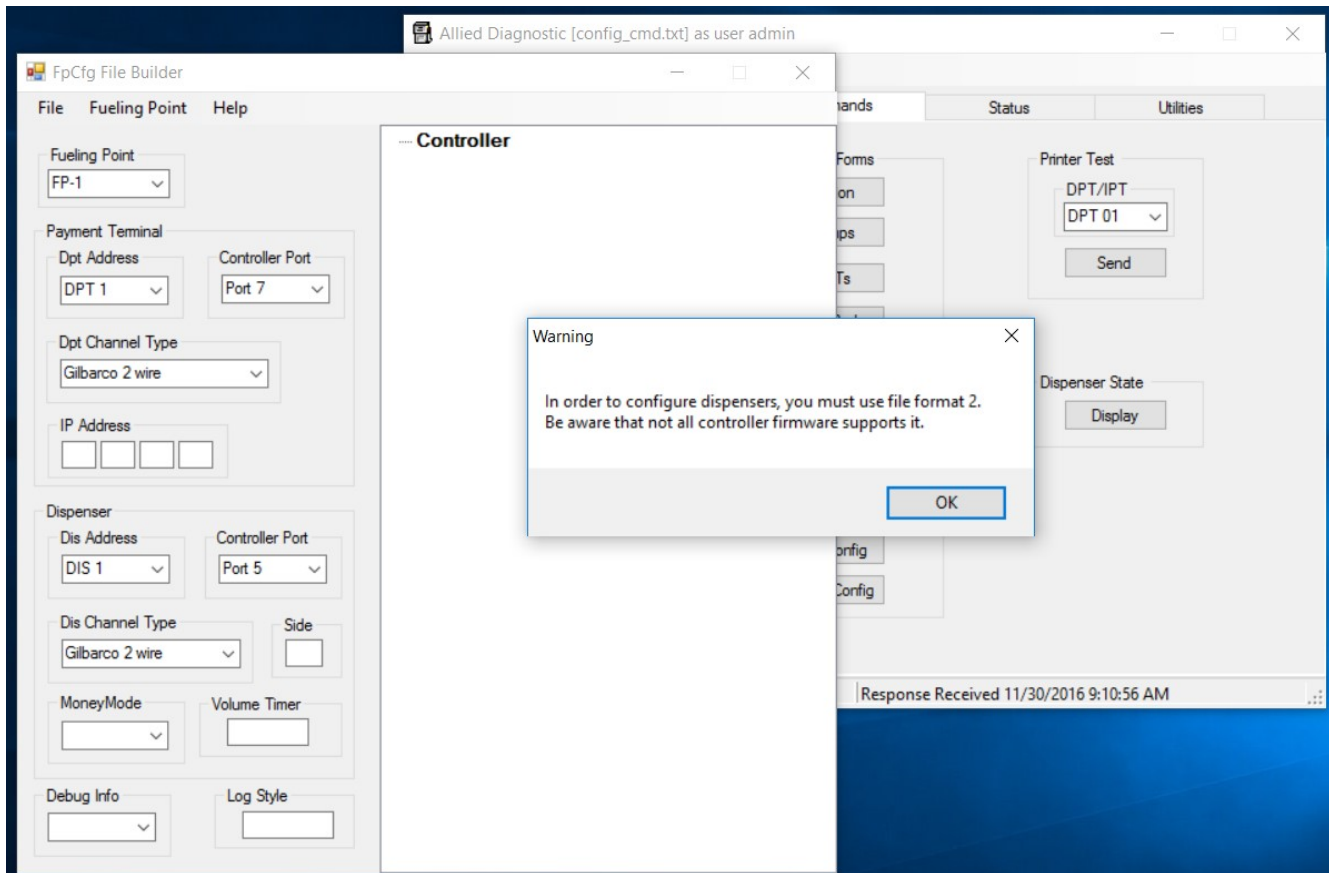 Allied Diagnostic [config_cmd.txt] as user admin
FpCfg File Builder
File Fueling Point Help
Fueling Point
FP-1
Payment Terminal
Dpt Address Controller Port
DPT 1 Port 7
Dpt Channel Type
Gilbarco 2 wire
IP Address
Dispenser
Dis Address Controller Port
DIS 1 Port 5
Dis Channel Type Side
Gilbarco 2 wire
MoneyMode Volume Timer
Debug Info Log Style
Controller
Warning
In order to configure dispensers, you must use file format 2.
Be aware that not all controller firmware supports it.
OK
ands Status Utilities
Forms
on
ps
Ts
onfig
Config
Printer Test
DPT/IPT
DPT 01
Send
Dispenser State
Display
Response Received 11/30/2016 9:10:56 AM